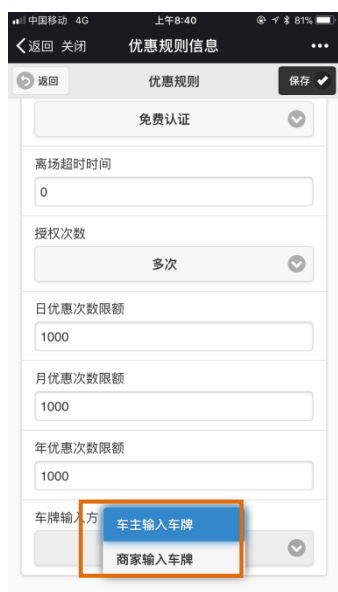 中国移动 4G 上午8:40 81%
返回 关闭 优惠规则信息
返回 优惠规则 保存
免费认证
离场超时时间
0
授权次数
多次
日优惠次数限额
1000
月优惠次数限额
1000
年优惠次数限额
1000
车牌输入方
车主输入车牌
商家输入车牌